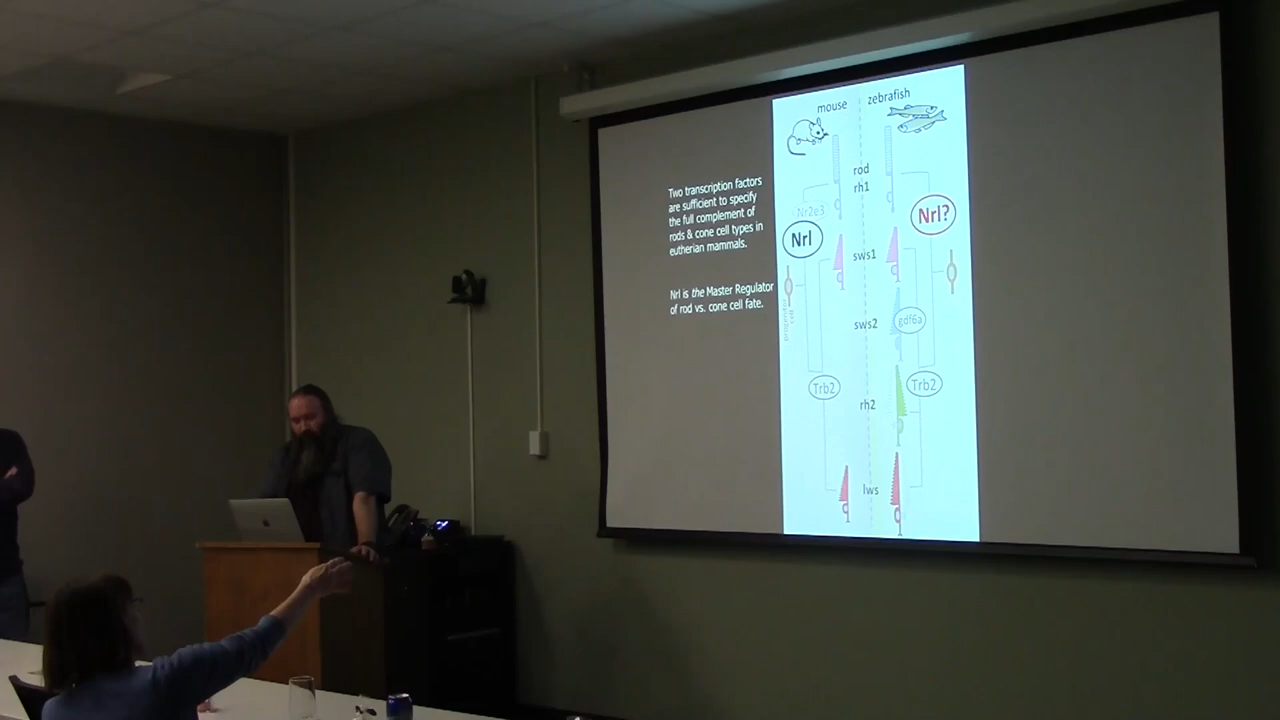 mouse
zebrafish
Two transcription factors
are sufficient to specify
the full complement of
rods & cone cell types in
eutherian mammals.
Nrl is the Master Regulator
of rod vs. cone cell fate.
rod
rh1
Nr2e3
Nrl
Nrl?
sws1
progenitor
cell
sws2
gdf6a
Trb2
Trb2
rh2
lws